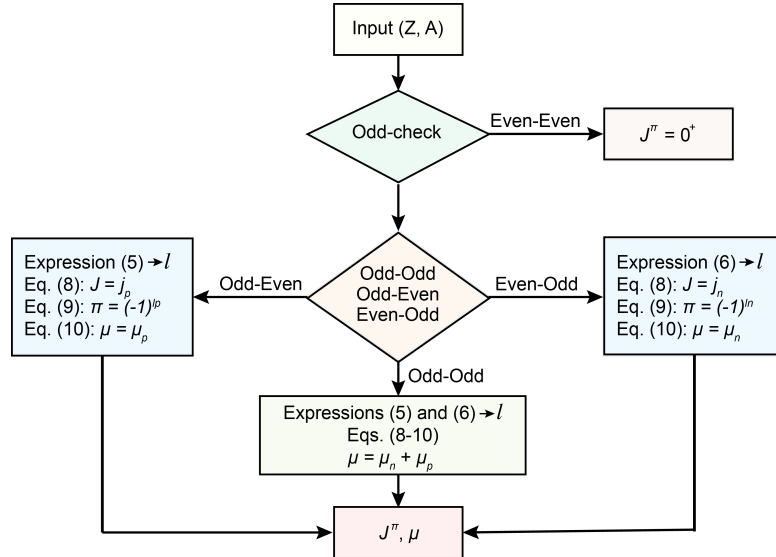 Input (Z, A)
Odd-check
Even-Even
J^π = 0^+
Expression (5) → l
Eq. (8): J = j_p
Eq. (9): π = (-1)^lp
Eq. (10): μ = μ_p
Odd-Even
Odd-Odd
Odd-Even
Even-Odd
Even-Odd
Expression (6) → l
Eq. (8): J = j_n
Eq. (9): π = (-1)^ln
Eq. (10): μ = μ_n
Odd-Odd
Expressions (5) and (6) → l
Eqs. (8-10)
μ = μ_n + μ_p
J^π, μ